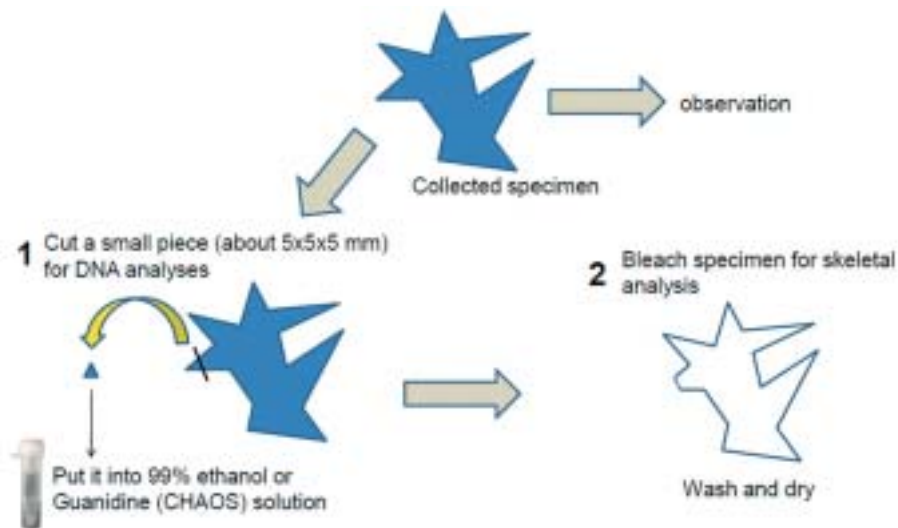 observation
Collected specimen
1 Cut a small piece (about 5x5x5 mm)
for DNA analyses
2 Bleach specimen for skeletal
analysis
Put it into 99% ethanol or
Guanidine (CHAOS) solution
Wash and dry